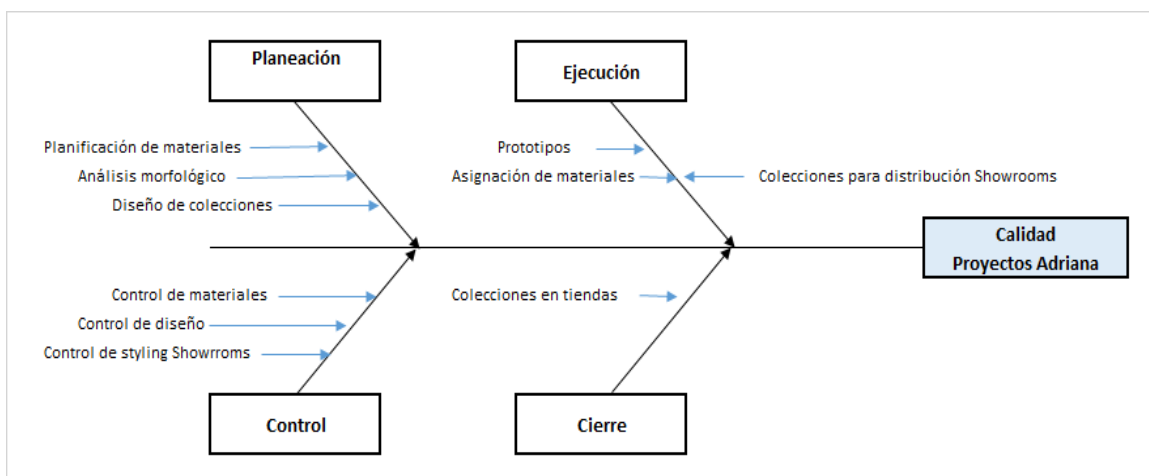 Planeación
Ejecución
Planificación de materiales
Análisis morfológico
Diseño de colecciones
Prototipos
Asignación de materiales
Colecciones para distribución Showrooms
Calidad
Proyectos Adriana
Control de materiales
Control de diseño
Control de styling Showrroms
Colecciones en tiendas
Control
Cierre